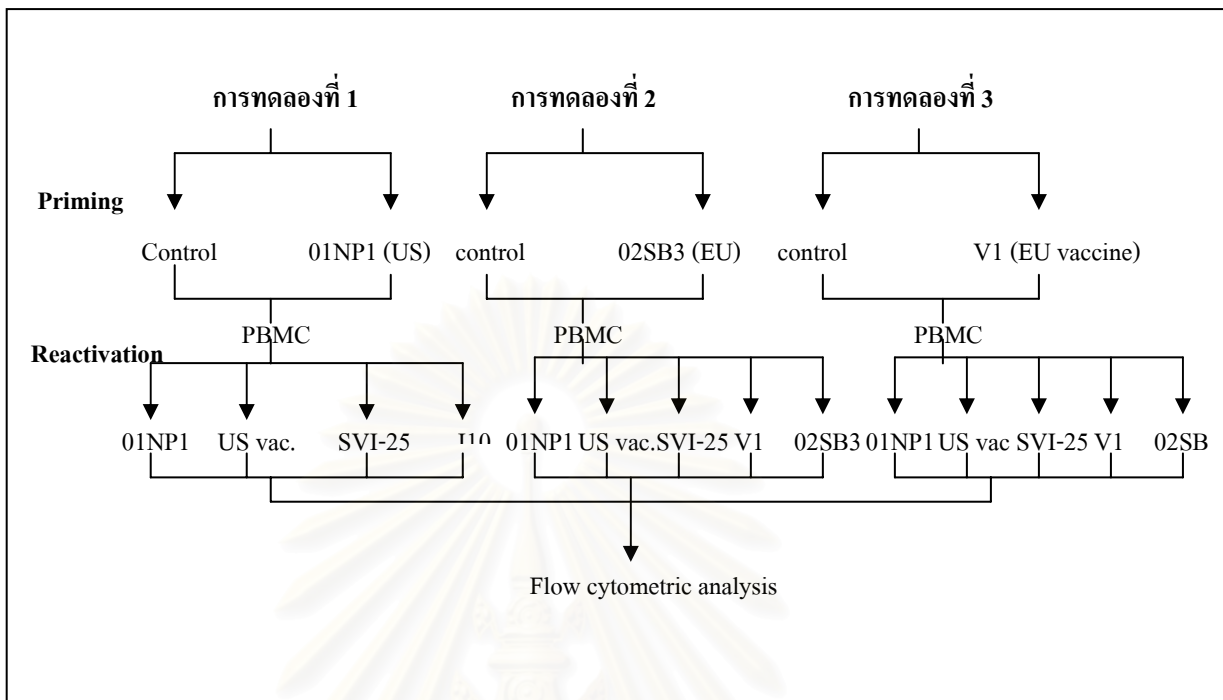 การทดลองที่ 1 การทดลองที่ 2 การทดลองที่ 3
Priming
Control 01NP1 (US) control 02SB3 (EU) control V1 (EU vaccine)
PBMC PBMC PBMC
Reactivation
01NP1 US vac. SVI-25 01NP1 US vac. SVI-25 V1 02SB3 01NP1 US vac SVI-25 V1 02SB
Flow cytometric analysis